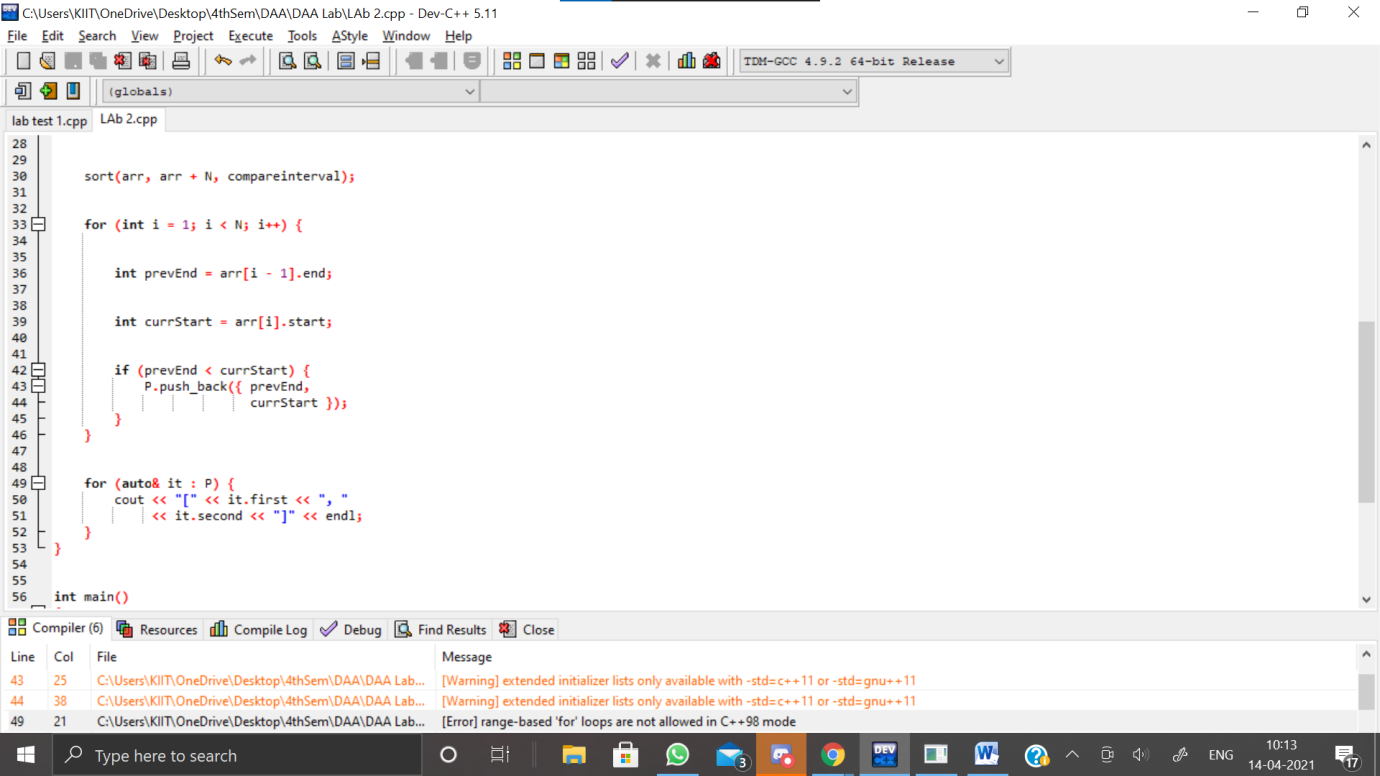 C:\Users\KIIT\OneDrive\Desktop\4thSem\DAA\DAA Lab\LAb 2.cpp - Dev-C++ 5.11
File Edit Search View Project Execute Tools AStyle Window Help
TDM-GCC 4.9.2 64-bit Release
(globals)
lab test 1.cpp LAb 2.cpp
28
29
30 sort(arr, arr + N, compareinterval);
31
32
33 for (int i = 1; i < N; i++) {
34
35
36 int prevEnd = arr[i - 1].end;
37
38
39 int currStart = arr[i].start;
40
41
42 if (prevEnd < currStart) {
43 P.push_back({ prevEnd,
44 currStart });
45 }
46 }
47
48
49 for (auto& it : P) {
50 cout << "[" << it.first << ", "
51 << it.second << "]" << endl;
52 }
53 }
54
55
56 int main()
Compiler (6) Resources Compile Log Debug Find Results Close
Line Col File Message
43 25 C:\Users\KIIT\OneDrive\Desktop\4thSem\DAA\DAA Lab... [Warning] extended initializer lists only available with -std=c++11 or -std=gnu++11
44 38 C:\Users\KIIT\OneDrive\Desktop\4thSem\DAA\DAA Lab... [Warning] extended initializer lists only available with -std=c++11 or -std=gnu++11
49 21 C:\Users\KIIT\OneDrive\Desktop\4thSem\DAA\DAA Lab... [Error] range-based 'for' loops are not allowed in C++98 mode
Type here to search 3 DEV C++ W ENG 10:13
14-04-2021 17